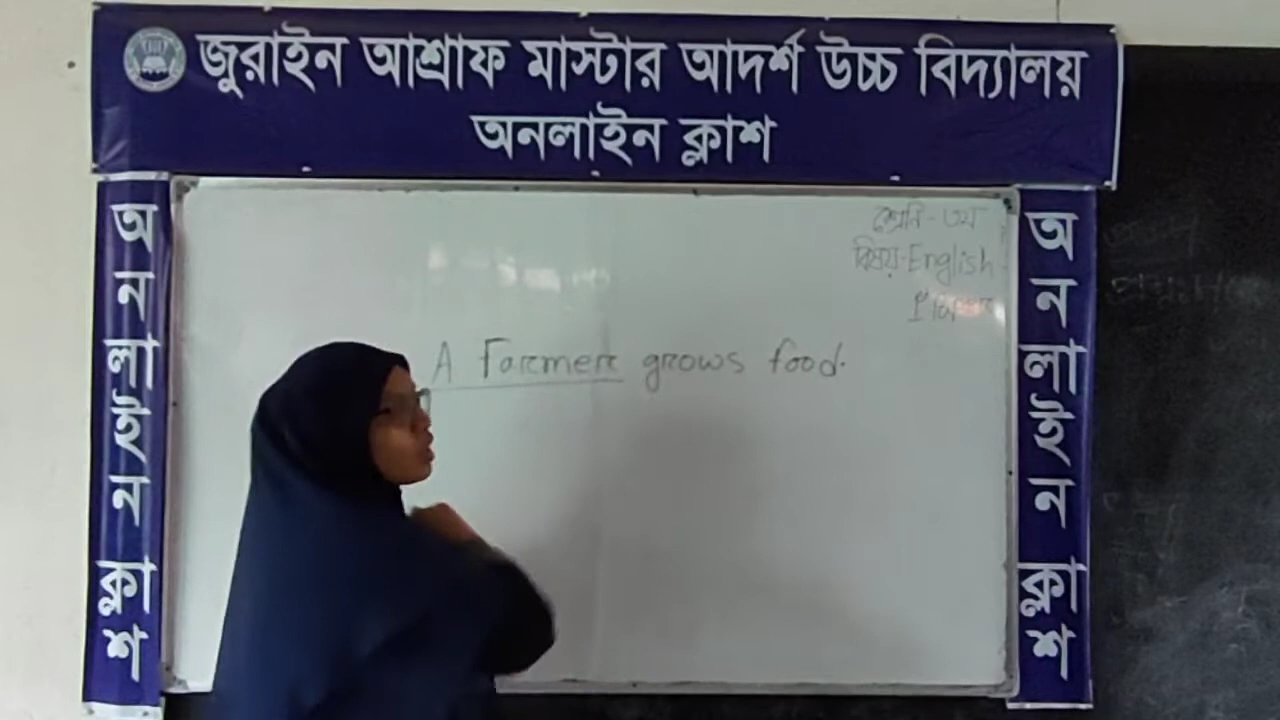 জুরাইন আশ্রাফ মাস্টার আদর্শ উচ্চ বিদ্যালয়
অনলাইন ক্লাশ
অনলাইন ক্লাশ
শ্রেনি-৩য়
বিষয়-English
A Farmer grows food.
অনলাইন ক্লাশ